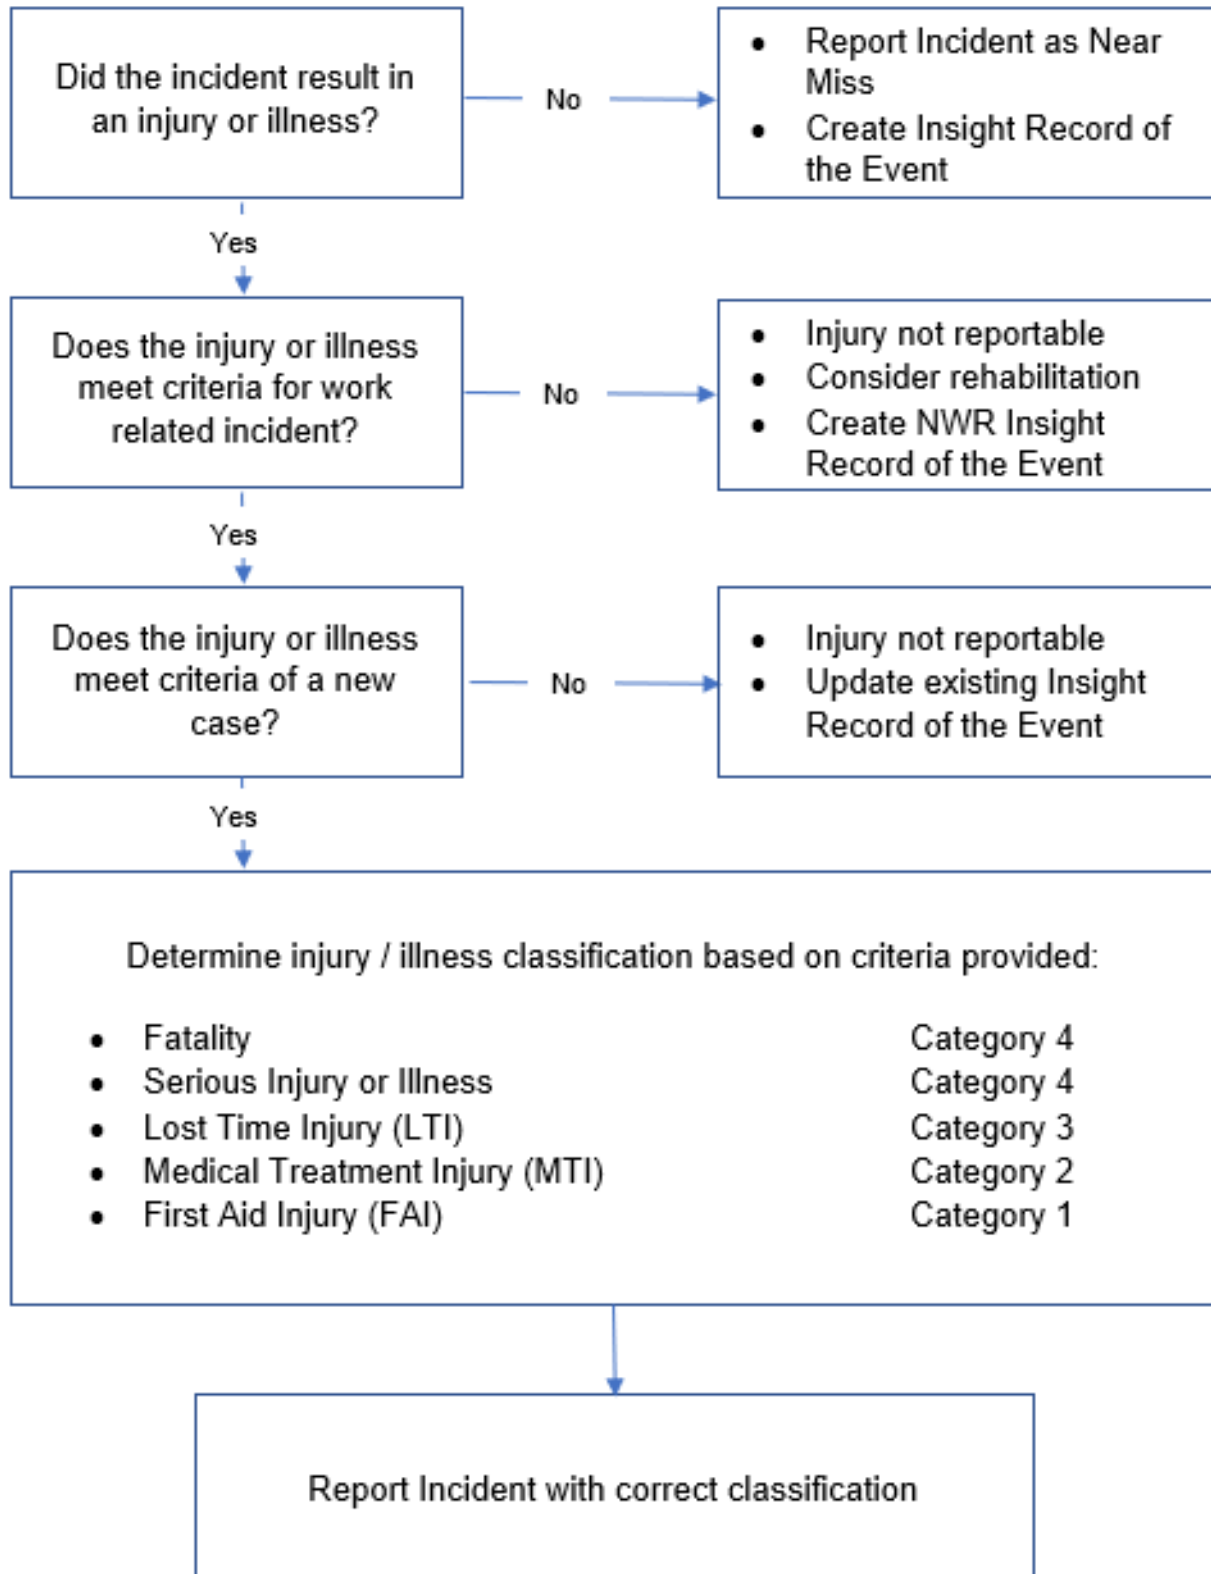 Did the incident result in
an injury or illness?
No
• Report Incident as Near
Miss
• Create Insight Record of
the Event
Yes
Does the injury or illness
meet criteria for work
related incident?
No
• Injury not reportable
• Consider rehabilitation
• Create NWR Insight
Record of the Event
Yes
Does the injury or illness
meet criteria of a new
case?
No
• Injury not reportable
• Update existing Insight
Record of the Event
Yes
Determine injury / illness classification based on criteria provided:
• Fatality Category 4
• Serious Injury or Illness Category 4
• Lost Time Injury (LTI) Category 3
• Medical Treatment Injury (MTI) Category 2
• First Aid Injury (FAI) Category 1
Report Incident with correct classification